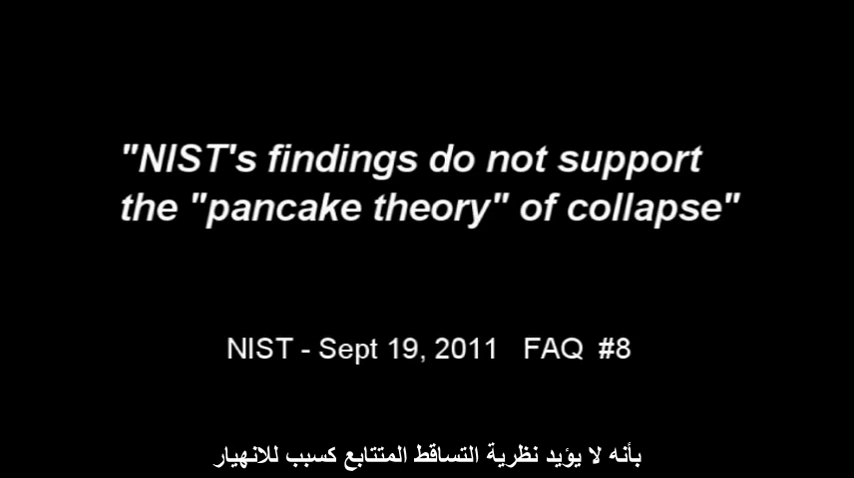 "NIST's findings do not support
the "pancake theory" of collapse"
NIST - Sept 19, 2011 FAQ #8
بأنه لا يؤيد نظرية التساقط المتتابع كسبب للانهيار